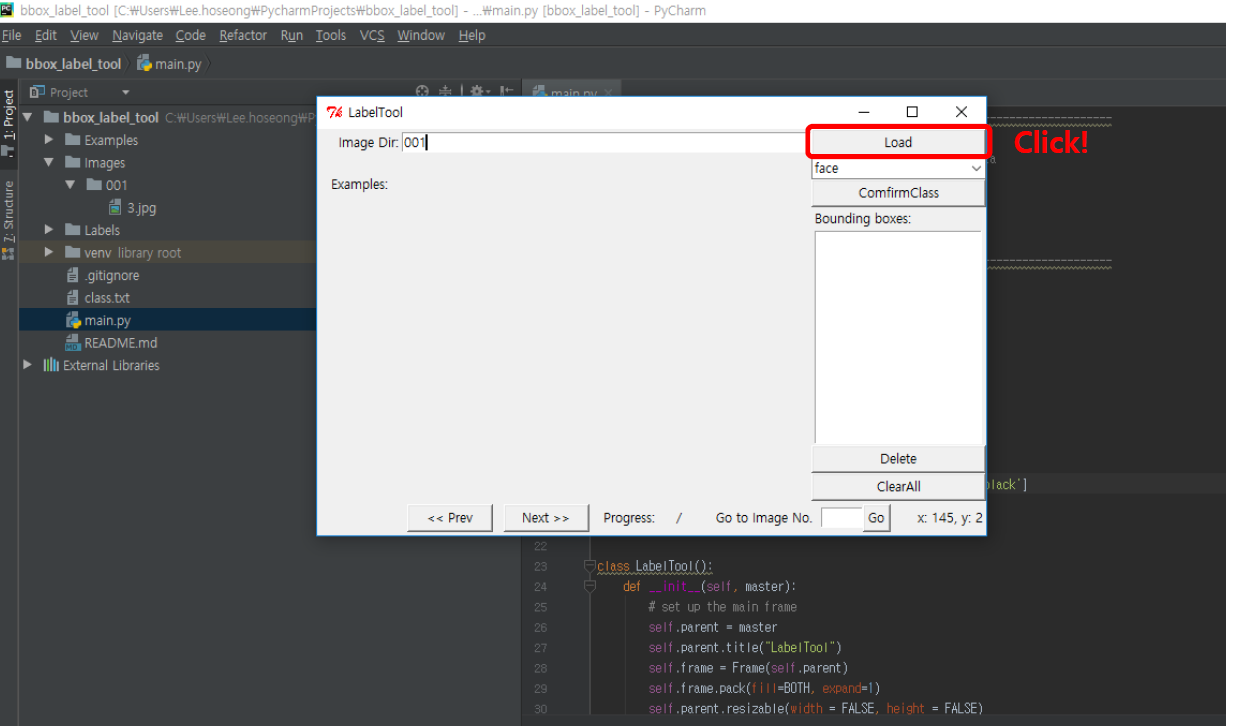 bbox_label_tool [C:₩Users₩Lee.hoseong₩PycharmProjects₩bbox_label_tool] - ...₩main.py [bbox_label_tool] - PyCharm
File Edit View Navigate Code Refactor Run Tools VCS Window Help
bbox_label_tool main.py
1: Project
Z: Structure
Project
main.py
bbox_label_tool C:₩Users₩Lee.hoseong₩P
Examples
Images
001
3.jpg
Labels
venv library root
.gitignore
class.txt
main.py
README.md
External Libraries
LabelTool
Image Dir: 001
Load
Click!
face
Examples:
ComfirmClass
Bounding boxes:
Delete
ClearAll
<< Prev Next >> Progress: / Go to Image No. Go x: 145, y: 2
black']
22
23 class LabelTool():
24 def __init__(self, master):
25 # set up the main frame
26 self.parent = master
27 self.parent.title("LabelTool")
28 self.frame = Frame(self.parent)
29 self.frame.pack(fill=BOTH, expand=1)
30 self.parent.resizable(width = FALSE, height = FALSE)